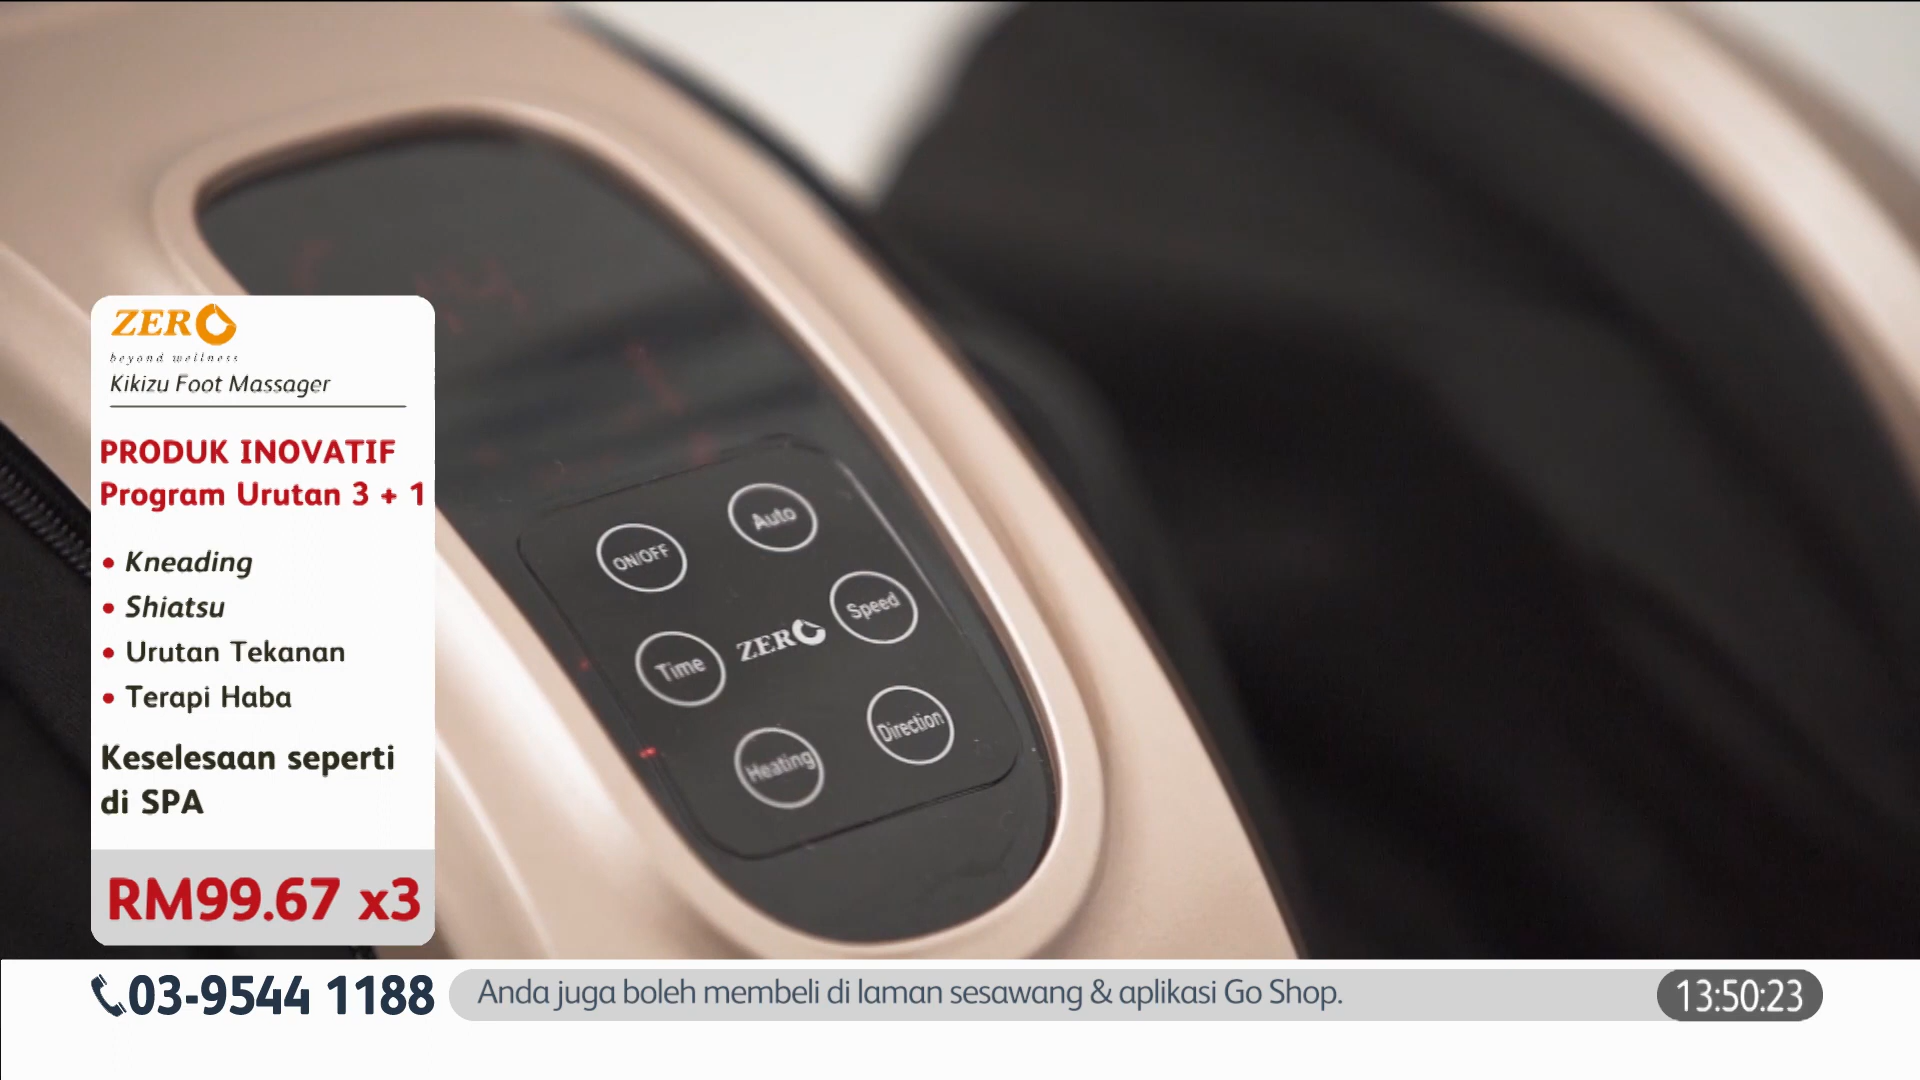 ZERO
beyond wellness
Kikizu Foot Massager
PRODUK INOVATIF
Program Urutan 3 + 1
• Kneading
• Shiatsu
• Urutan Tekanan
• Terapi Haba
Keselesaan seperti
di SPA
RM99.67 x3
ON/OFF
Auto
Time
ZERO
Speed
Heating
Direction
03-9544 1188
Anda juga boleh membeli di laman sesawang & aplikasi Go Shop.
13:50:23